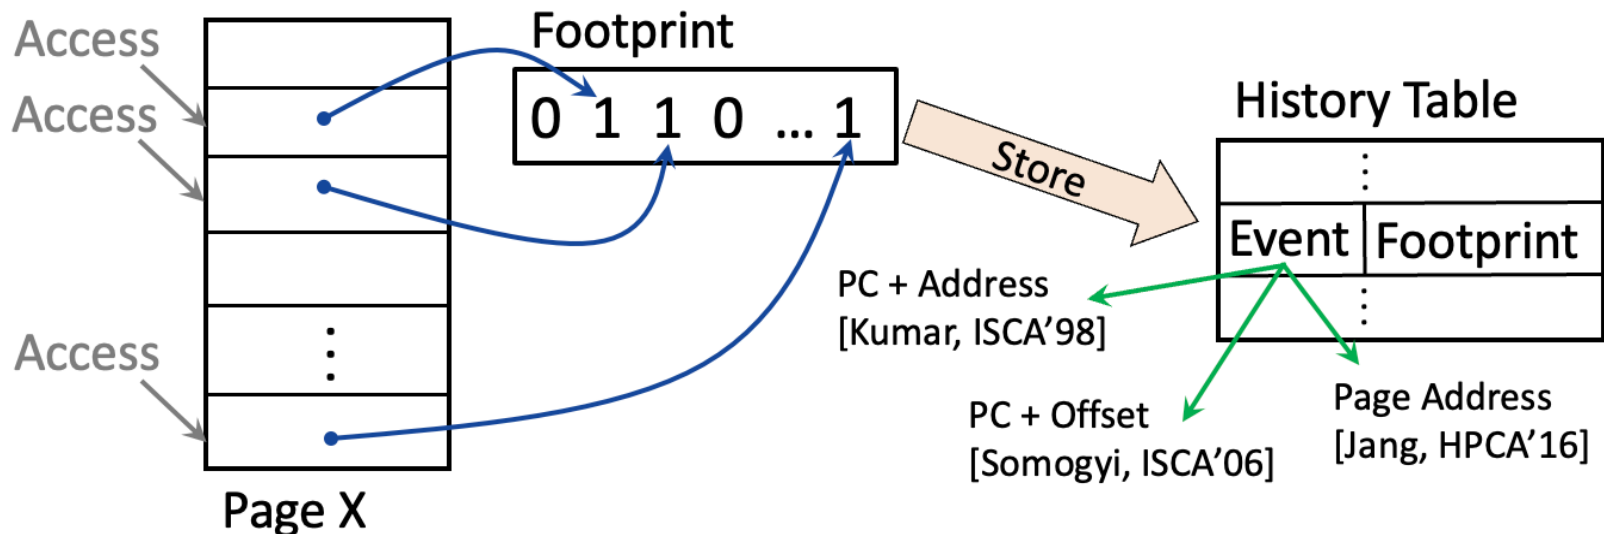 Access
Access
Access
Page X
Footprint
0 1 1 0 ... 1
Store
History Table
⋮
Event Footprint
⋮
PC + Address
[Kumar, ISCA'98]
PC + Offset
[Somogyi, ISCA'06]
Page Address
[Jang, HPCA'16]